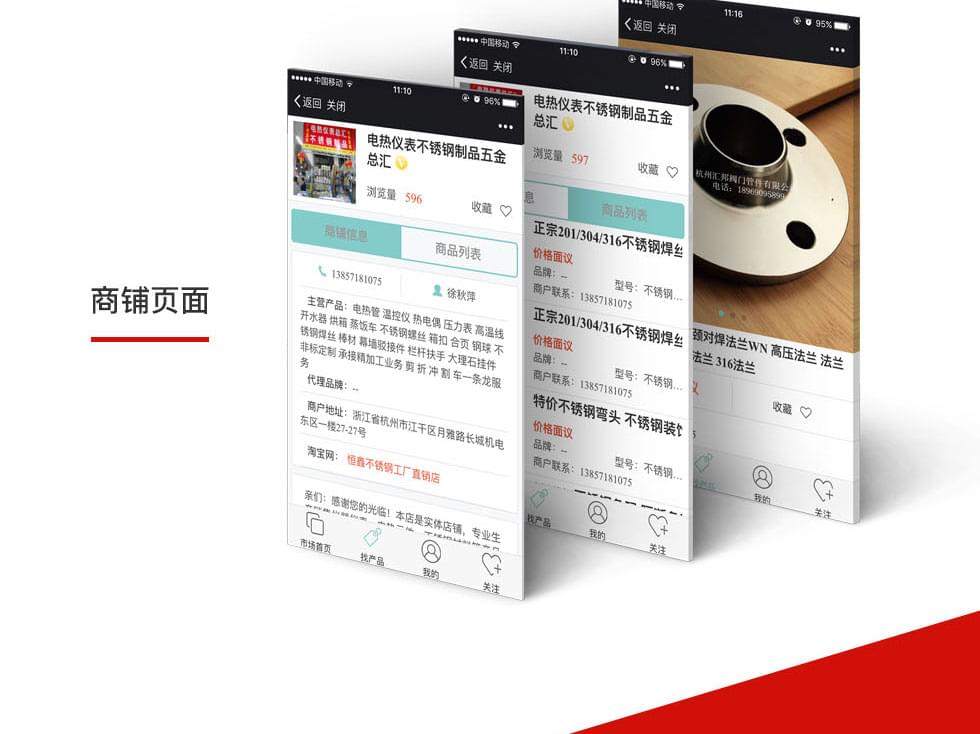 商铺页面
中国移动
11:10
96%
返回 关闭
电热仪表总汇
不锈钢制品
电热仪表不锈钢制品五金
总汇
浏览量 596
收藏
商铺信息
商品列表
13857181075
徐秋萍
主营产品：电热管 温控仪 热电偶 压力表 高温线
开水器 烘箱 蒸饭车 不锈钢螺丝 箱扣 合页 钢球 不
锈钢焊丝 棒材 幕墙驳接件 栏杆扶手 大理石挂件
非标定制 承接精加工业务 剪 折 冲 割 车一条龙服
务
代理品牌：--
商户地址：浙江省杭州市江干区月雅路长城机电
东区一楼27-27号
淘宝网：恒鑫不锈钢工厂直销店
亲们：感谢您的光临！本店是实体店铺，专业生
市场首页
找产品
我的
关注
中国移动
11:10
96%
返回 关闭
电热仪表不锈钢制品五金
总汇
浏览量 597
收藏
息
商品列表
正宗201/304/316不锈钢焊丝
价格面议
品牌：--
型号：不锈钢...
商户联系：13857181075
正宗201/304/316不锈钢焊丝
价格面议
品牌：--
型号：不锈钢...
商户联系：13857181075
特价不锈钢弯头 不锈钢装饰
价格面议
品牌：--
型号：不锈钢...
商户联系：13857181075
找产品
我的
关注
中国移动
11:16
95%
返回 关闭
杭州汇邦阀门管件有限公
电话：18969095899
颈对焊法兰WN 高压法兰 法兰
法兰 316法兰
议
收藏
5
找产品
我的
关注